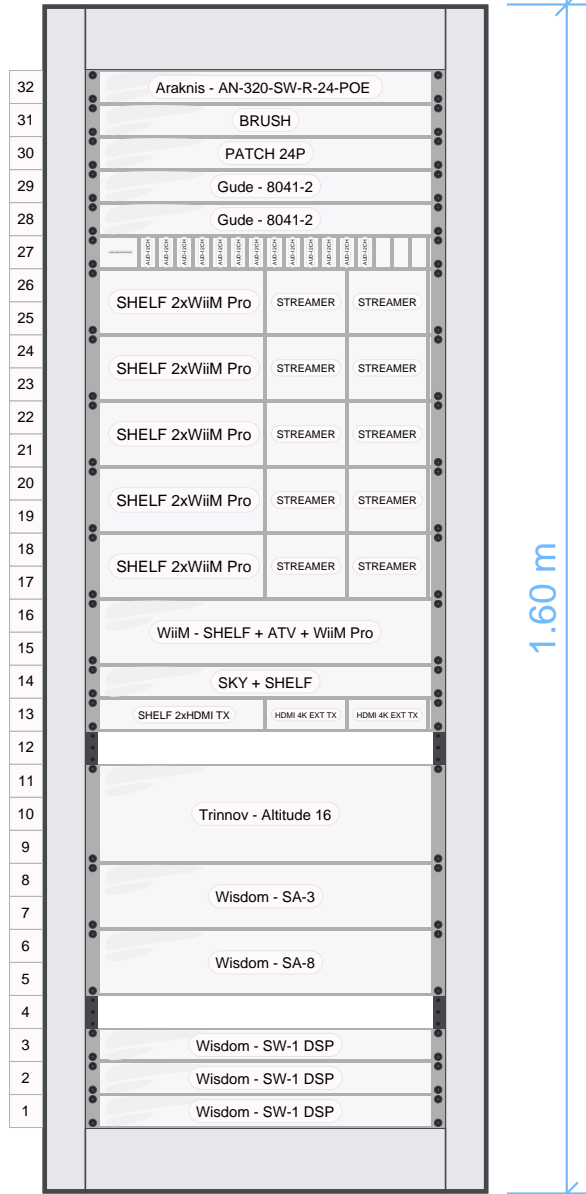 32
Araknis - AN-320-SW-R-24-POE
31
BRUSH
30
PATCH 24P
29
Gude - 8041-2
28
Gude - 8041-2
27
26
25
SHELF 2xWiiM Pro
STREAMER
STREAMER
24
23
SHELF 2xWiiM Pro
STREAMER
STREAMER
22
21
SHELF 2xWiiM Pro
STREAMER
STREAMER
20
19
SHELF 2xWiiM Pro
STREAMER
STREAMER
18
17
SHELF 2xWiiM Pro
STREAMER
STREAMER
16
15
WiiM - SHELF + ATV + WiiM Pro
14
SKY + SHELF
13
SHELF 2xHDMI TX
HDMI 4K EXT TX
HDMI 4K EXT TX
12
11
10
9
Trinnov - Altitude 16
8
7
Wisdom - SA-3
6
5
Wisdom - SA-8
4
3
Wisdom - SW-1 DSP
2
Wisdom - SW-1 DSP
1
Wisdom - SW-1 DSP
1.60 m